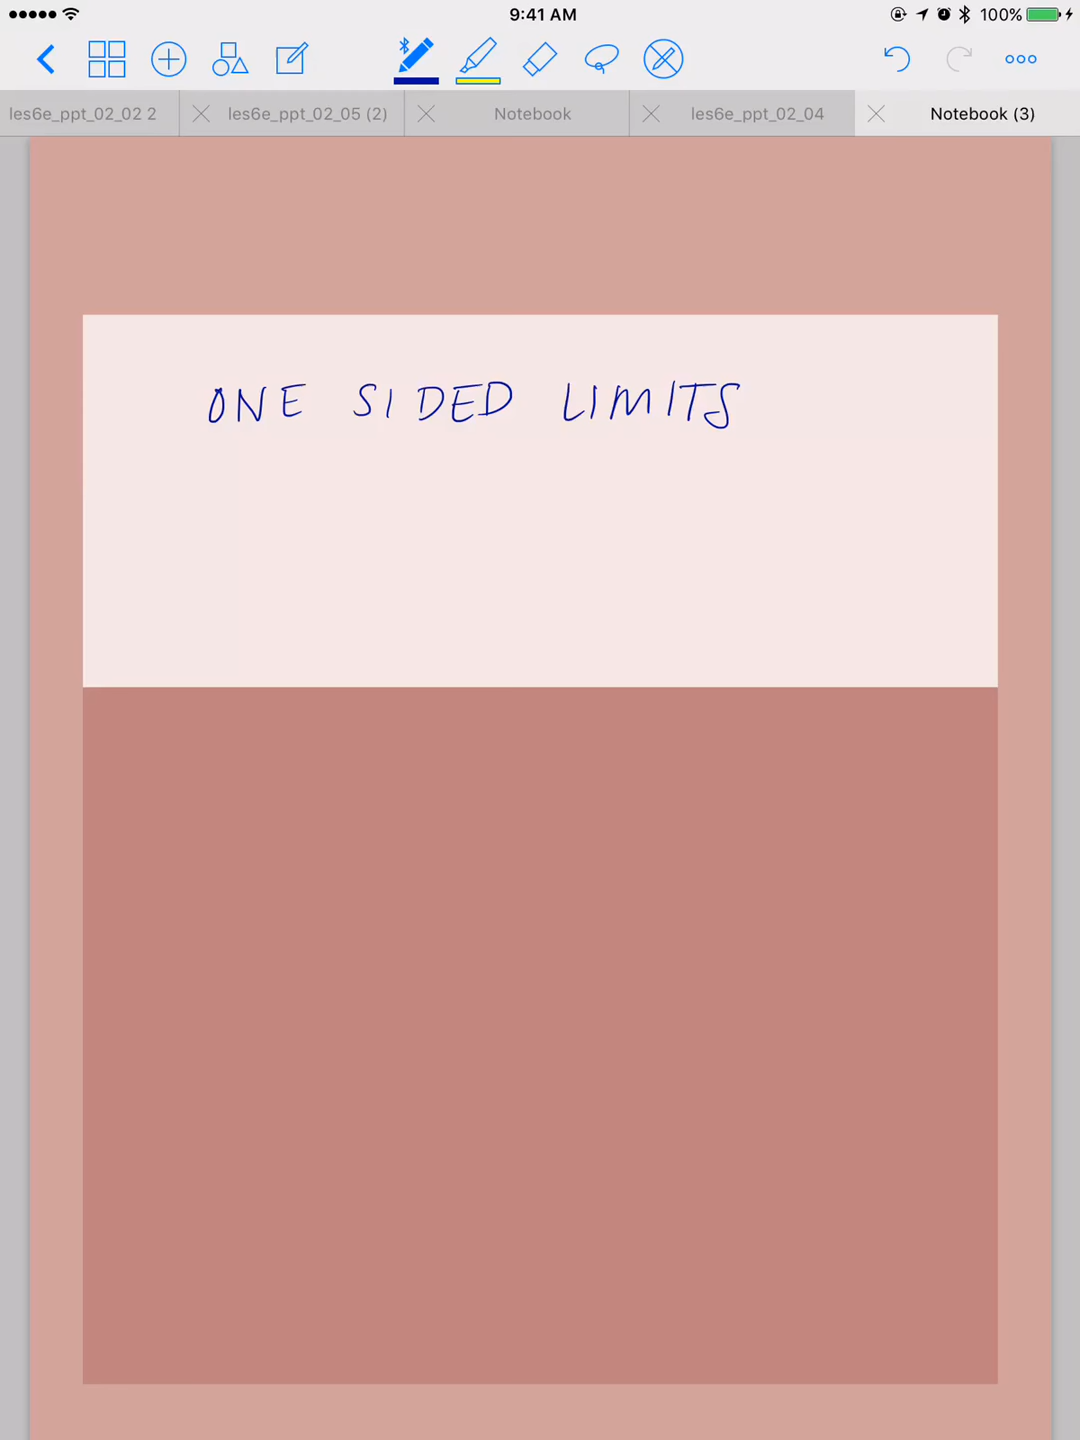 9:41 AM
100%
les6e_ppt_02_02 2
les6e_ppt_02_05 (2)
Notebook
les6e_ppt_02_04
Notebook (3)
ONE SIDED LIMITS